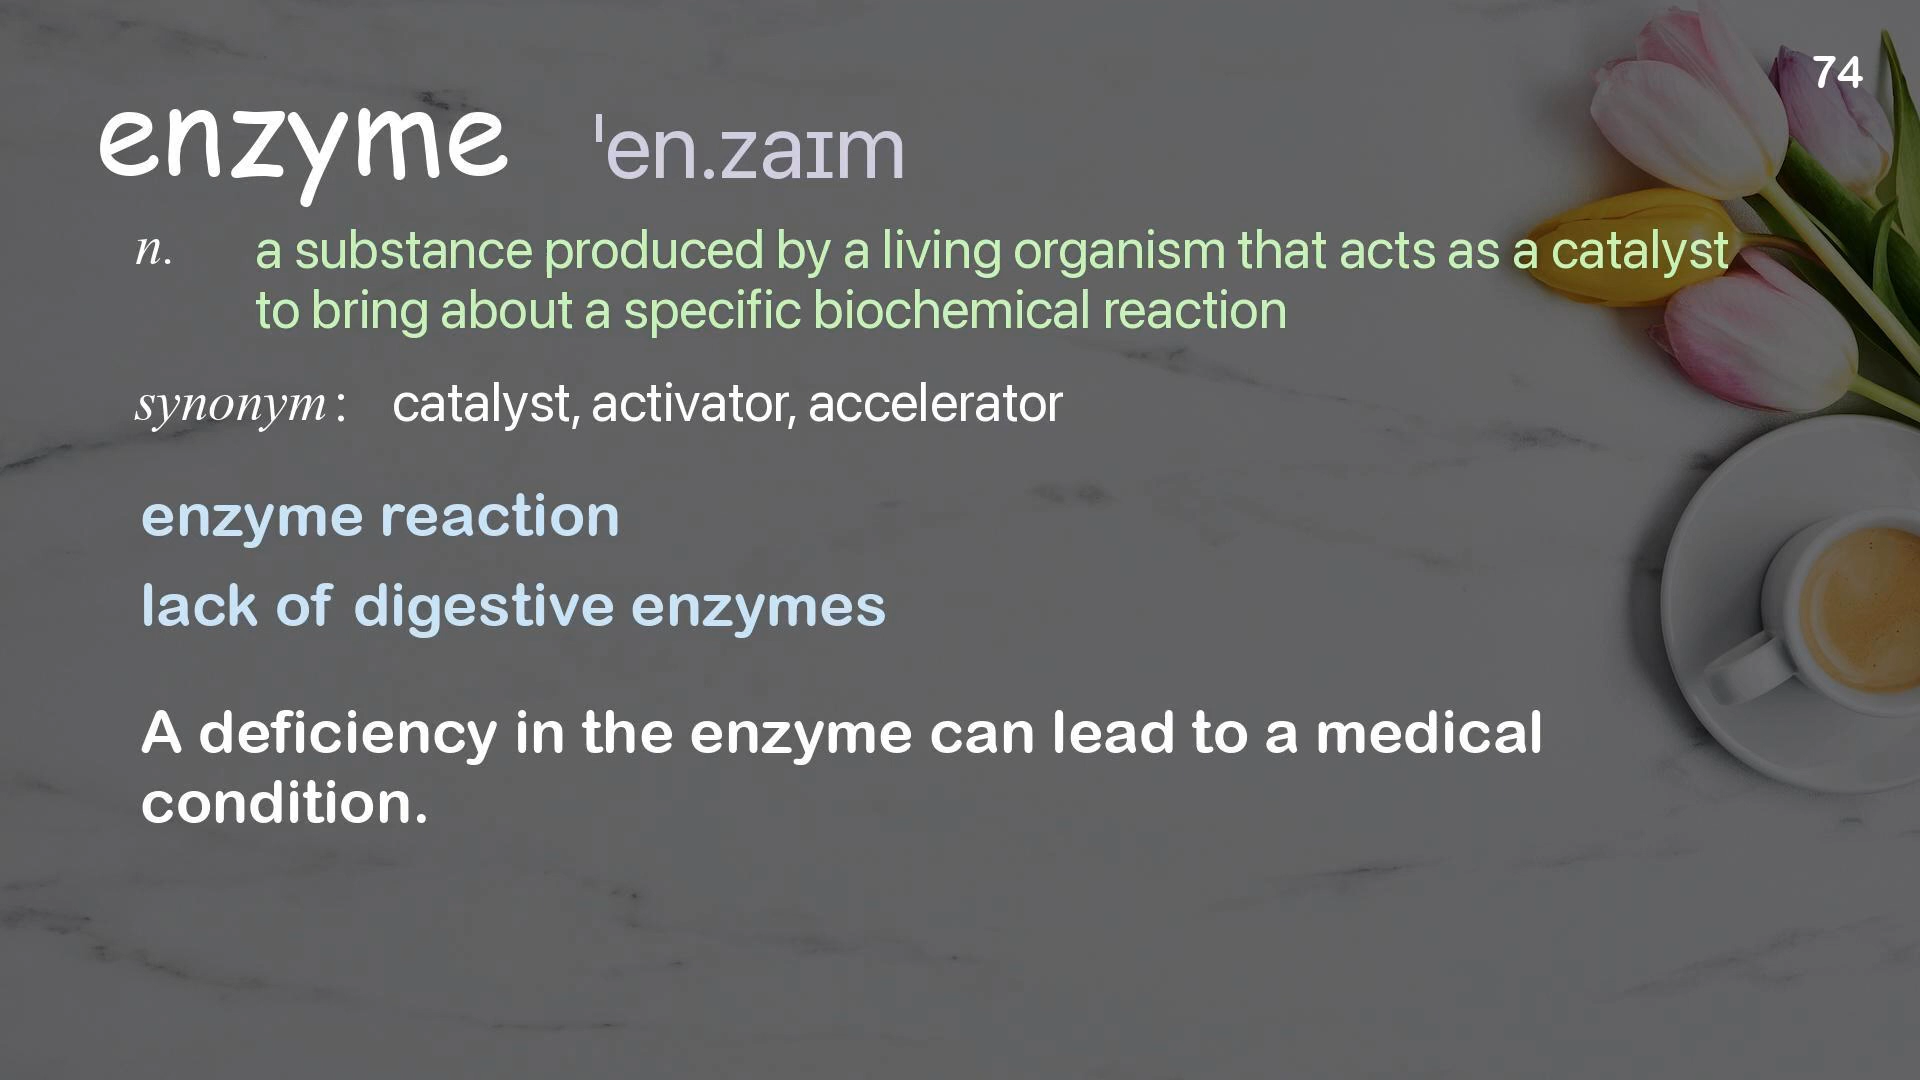 74
enzyme ˈen.zaɪm
n. a substance produced by a living organism that acts as a catalyst
to bring about a specific biochemical reaction
synonym: catalyst, activator, accelerator
enzyme reaction
lack of digestive enzymes
A deficiency in the enzyme can lead to a medical
condition.